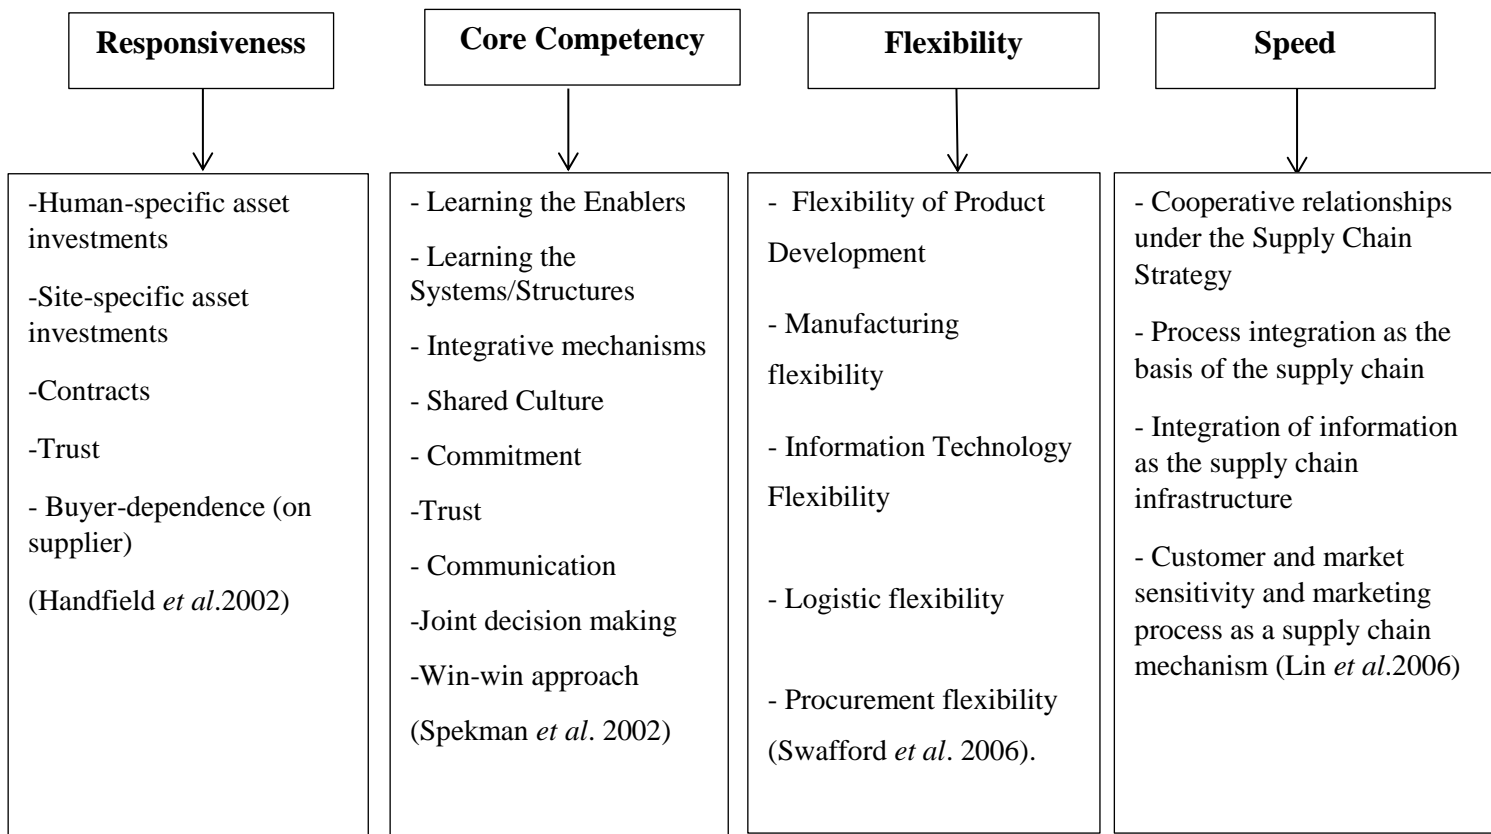 Responsiveness
-Human-specific asset
investments
-Site-specific asset
investments
-Contracts
-Trust
- Buyer-dependence (on
supplier)
(Handfield et al.2002)
Core Competency
- Learning the Enablers
- Learning the
Systems/Structures
- Integrative mechanisms
- Shared Culture
- Commitment
-Trust
- Communication
-Joint decision making
-Win-win approach
(Spekman et al. 2002)
Flexibility
- Flexibility of Product
Development
- Manufacturing
flexibility
- Information Technology
Flexibility
- Logistic flexibility
- Procurement flexibility
(Swafford et al. 2006).
Speed
- Cooperative relationships
under the Supply Chain
Strategy
- Process integration as the
basis of the supply chain
- Integration of information
as the supply chain
infrastructure
- Customer and market
sensitivity and marketing
process as a supply chain
mechanism (Lin et al.2006)